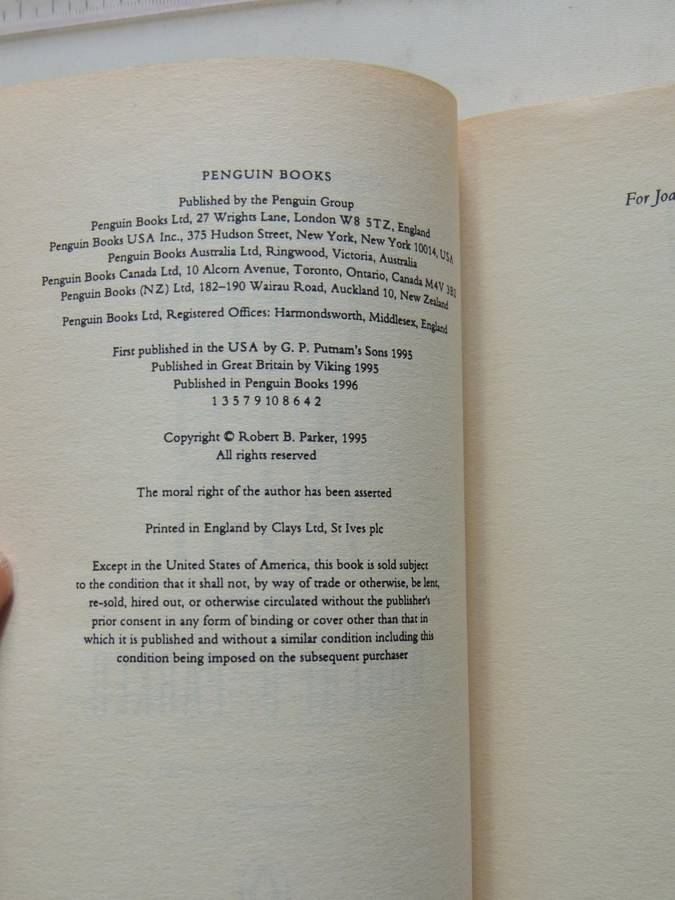 PENGUIN BOOKS
Published by the Penguin Group
Penguin Books Ltd, 27 Wrights Lane, London W8 5TZ, England
Penguin Books USA Inc., 375 Hudson Street, New York, New York 10014, USA
Penguin Books Australia Ltd, Ringwood, Victoria, Australia
Penguin Books Canada Ltd, 10 Alcorn Avenue, Toronto, Ontario, Canada M4V 3B2
Penguin Books (NZ) Ltd, 182–190 Wairau Road, Auckland 10, New Zealand
Penguin Books Ltd, Registered Offices: Harmondsworth, Middlesex, England
First published in the USA by G. P. Putnam's Sons 1995
Published in Great Britain by Viking 1995
Published in Penguin Books 1996
1 3 5 7 9 10 8 6 4 2
Copyright © Robert B. Parker, 1995
All rights reserved
The moral right of the author has been asserted
Printed in England by Clays Ltd, St Ives plc
Except in the United States of America, this book is sold subject
to the condition that it shall not, by way of trade or otherwise, be lent,
re-sold, hired out, or otherwise circulated without the publisher's
prior consent in any form of binding or cover other than that in
which it is published and without a similar condition including this
condition being imposed on the subsequent purchaser
For Joa